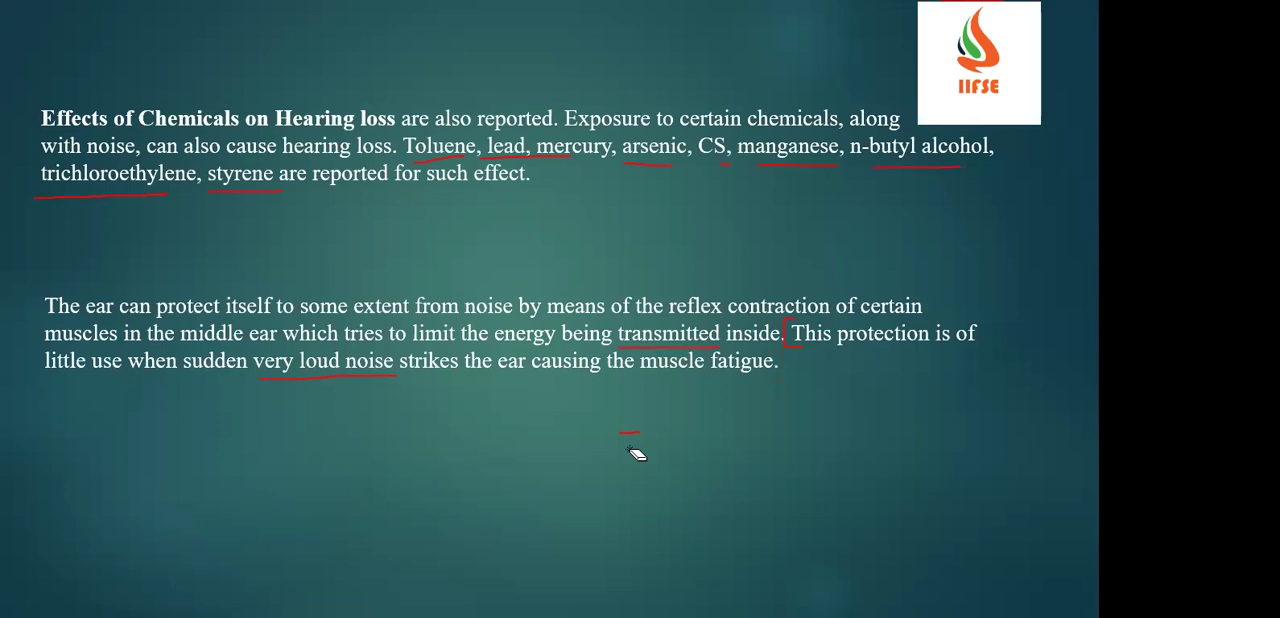 IIFSE
Effects of Chemicals on Hearing loss are also reported. Exposure to certain chemicals, along
with noise, can also cause hearing loss. Toluene, lead, mercury, arsenic, CS, manganese, n-butyl alcohol,
trichloroethylene, styrene are reported for such effect.
The ear can protect itself to some extent from noise by means of the reflex contraction of certain
muscles in the middle ear which tries to limit the energy being transmitted inside. This protection is of
little use when sudden very loud noise strikes the ear causing the muscle fatigue.